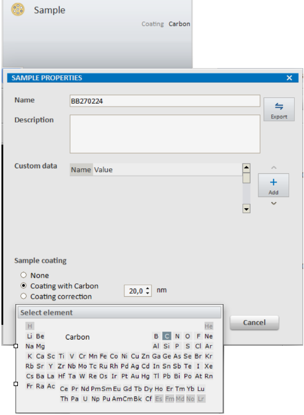 Sample
Coating Carbon
SAMPLE PROPERTIES
Name BB270224
Export
Description
Custom data Name Value
Add
Sample coating
None
Coating with Carbon 20,0 nm
Coating correction
Select element
Cancel
H He
Li Be Carbon B C N O F Ne
Na Mg Al Si P S Cl Ar
K Ca Sc Ti V Cr Mn Fe Co Ni Cu Zn Ga Ge As Se Br Kr
Rb Sr Y Zr Nb Mo Tc Ru Rh Pd Ag Cd In Sn Sb Te I Xe
Cs Ba La Hf Ta W Re Os Ir Pt Au Hg Tl Pb Bi Po At Rn
Fr Ra Ac Ce Pr Nd Pm Sm Eu Gd Tb Dy Ho Er Tm Yb Lu
Th Pa U Np Pu Am Cm Bk Cf Es Fm Md No Lr